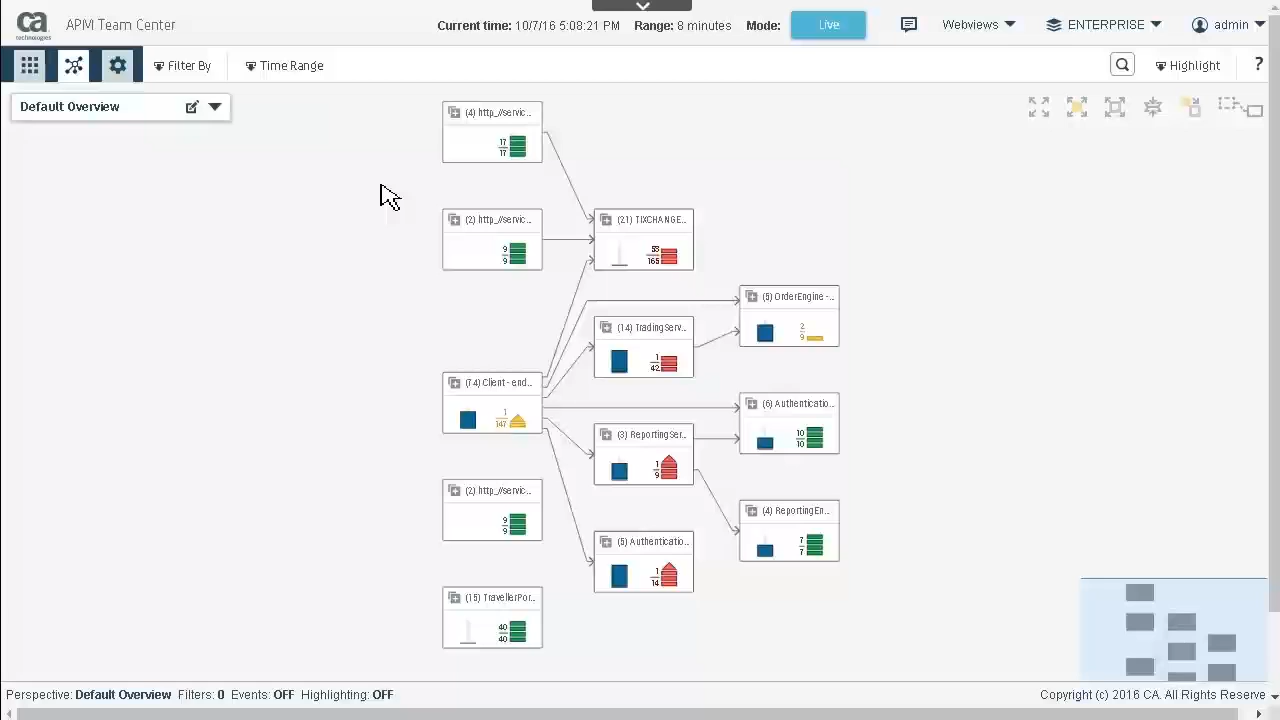 ca
technologies
APM Team Center
Current time: 10/7/16 5:08:21 PM
Range: 8 minute
Mode:
Live
Webviews
ENTERPRISE
admin
Filter By
Time Range
Highlight
?
Default Overview
(4) http_//servic...
17
17
(2) http_//servic...
9
9
(21) TIXCHANGE...
165
(5) OrderEngine -...
2
9
(14) TradingServ...
1
42
(14) Client - end...
1
147
(6) Authenticatio...
10
10
(3) ReportingSer...
1
9
(2) http_//servic...
9
9
(4) ReportingEn...
7
7
(5) Authenticatio...
1
14
(15) TravellerPor...
40
40
Perspective: Default Overview Filters: 0 Events: OFF Highlighting: OFF
Copyright (c) 2016 CA. All Rights Reserve